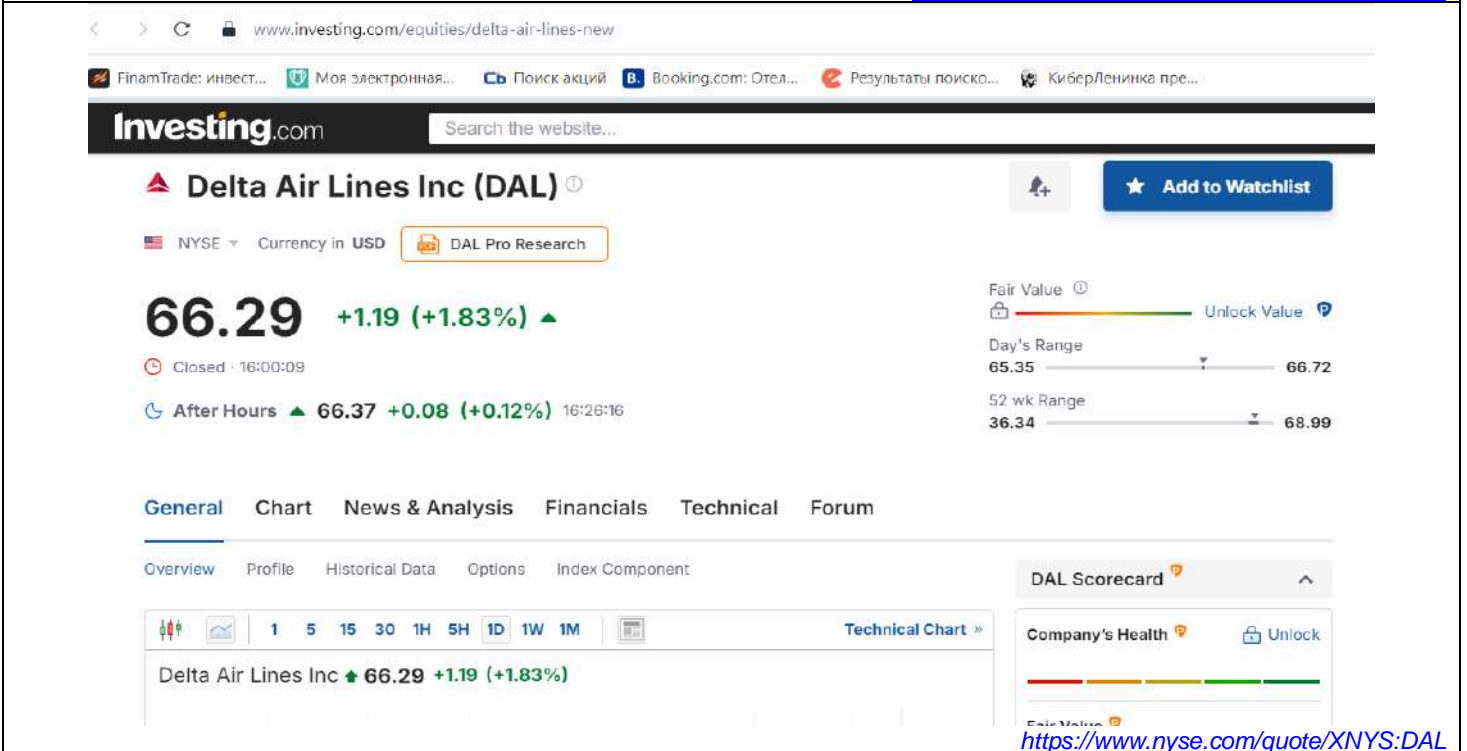 www.investing.com/equities/delta-air-lines-new
FinamTrade: инвест... Моя электронная... Сь Поиск акций B. Booking.com: Отел... Результаты поиско... КиберЛенинка пре...
Investing.com Search the website...
Delta Air Lines Inc (DAL) Add to Watchlist
NYSE Currency in USD DAL Pro Research
66.29 +1.19 (+1.83%)
Fair Value
Unlock Value
Closed · 16:00:09
Day's Range
65.35 66.72
After Hours 66.37 +0.08 (+0.12%) 16:26:16
52 wk Range
36.34 68.99
General Chart News & Analysis Financials Technical Forum
Overview Profile Historical Data Options Index Component
DAL Scorecard
1 5 15 30 1H 5H 1D 1W 1M Technical Chart »
Company's Health Unlock
Delta Air Lines Inc 66.29 +1.19 (+1.83%)
Fair Value
https://www.nyse.com/quote/XNYS:DAL